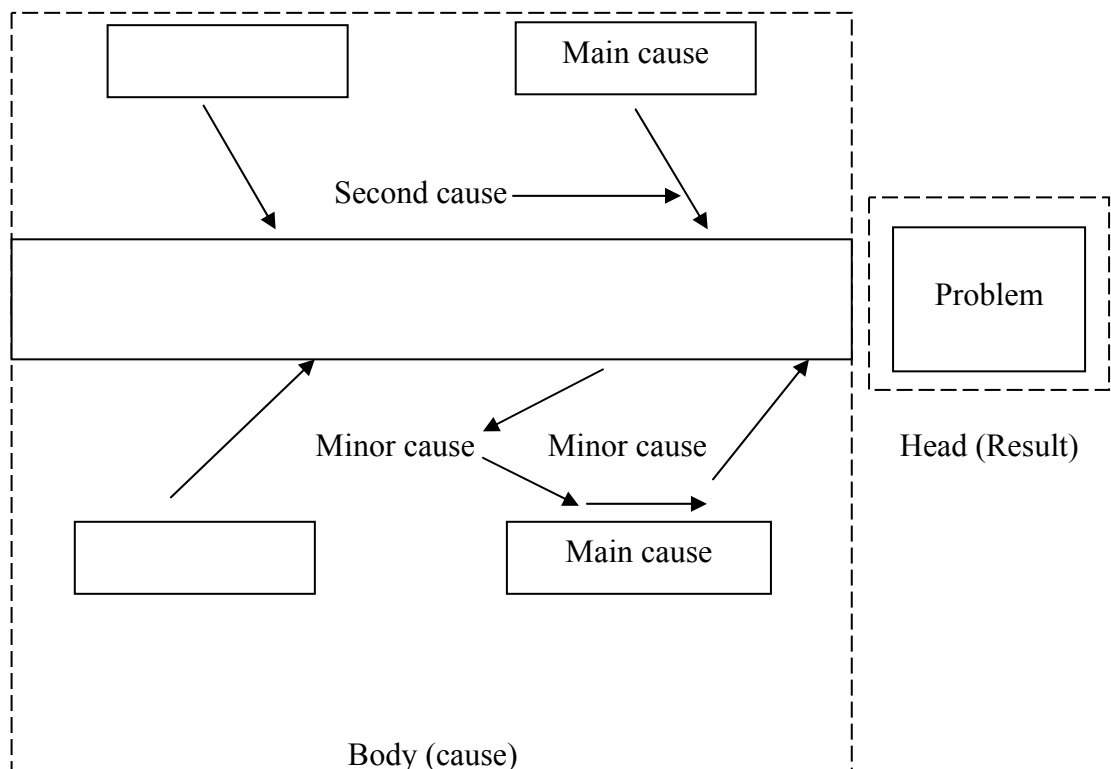 Main cause
Second cause
Problem
Minor cause
Minor cause
Head (Result)
Main cause
Body (cause)